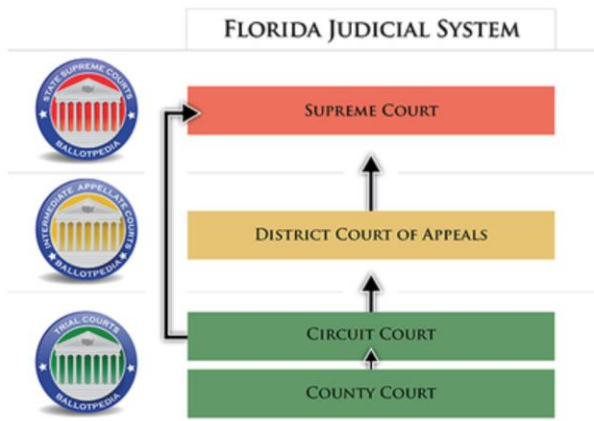 FLORIDA JUDICIAL SYSTEM
STATE SUPREME COURTS
BALLOTPEDIA
SUPREME COURT
INTERMEDIATE APPELLATE COURTS
BALLOTPEDIA
DISTRICT COURT OF APPEALS
TRIAL COURTS
BALLOTPEDIA
CIRCUIT COURT
COUNTY COURT